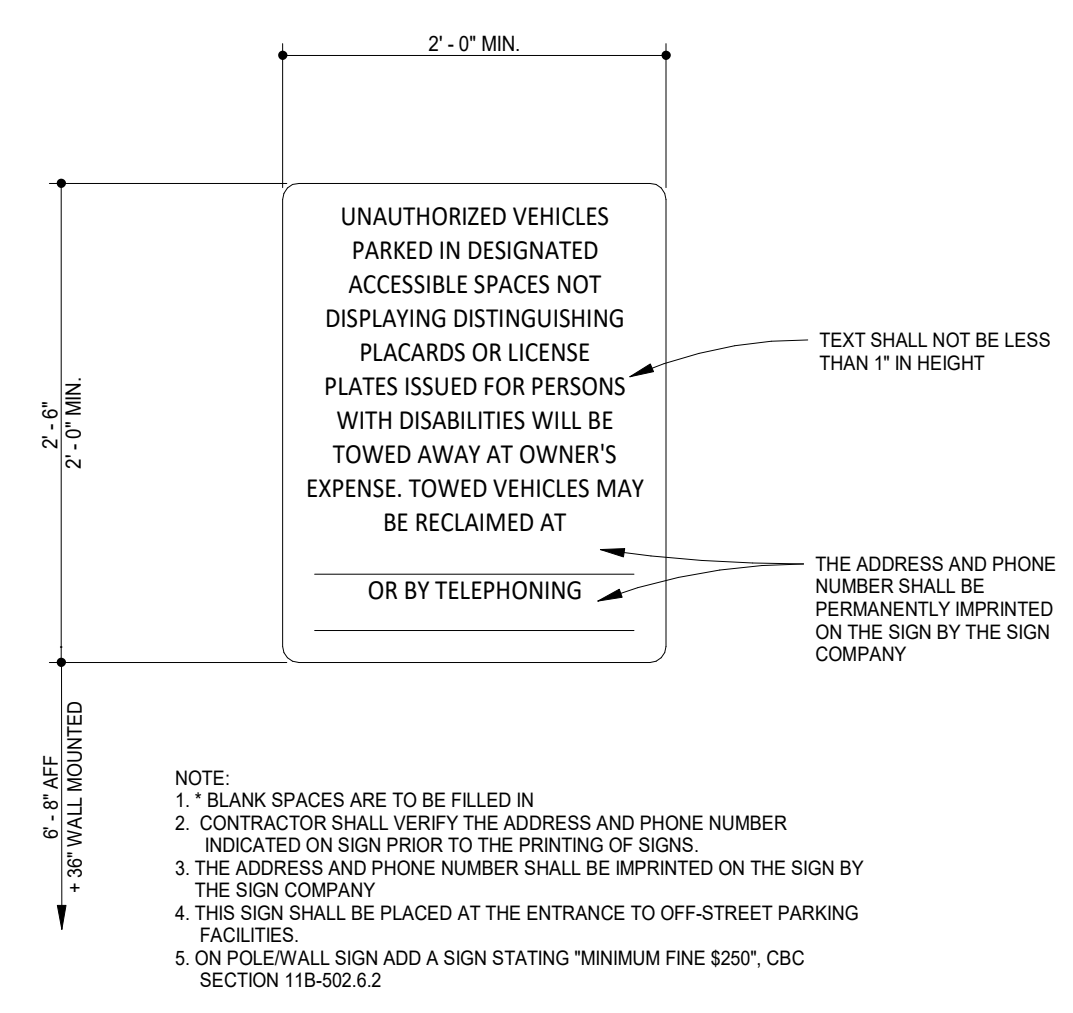 2' - 0" MIN.
UNAUTHORIZED VEHICLES
PARKED IN DESIGNATED
ACCESSIBLE SPACES NOT
DISPLAYING DISTINGUISHING
PLACARDS OR LICENSE
PLATES ISSUED FOR PERSONS
WITH DISABILITIES WILL BE
TOWED AWAY AT OWNER'S
EXPENSE. TOWED VEHICLES MAY
BE RECLAIMED AT
OR BY TELEPHONING
TEXT SHALL NOT BE LESS
THAN 1" IN HEIGHT
THE ADDRESS AND PHONE
NUMBER SHALL BE
PERMANENTLY IMPRINTED
ON THE SIGN BY THE SIGN
COMPANY
2' - 6"
2' - 0" MIN.
6' - 8" AFF
+ 36" WALL MOUNTED
NOTE:
1. * BLANK SPACES ARE TO BE FILLED IN
2. CONTRACTOR SHALL VERIFY THE ADDRESS AND PHONE NUMBER
INDICATED ON SIGN PRIOR TO THE PRINTING OF SIGNS.
3. THE ADDRESS AND PHONE NUMBER SHALL BE IMPRINTED ON THE SIGN BY
THE SIGN COMPANY
4. THIS SIGN SHALL BE PLACED AT THE ENTRANCE TO OFF-STREET PARKING
FACILITIES.
5. ON POLE/WALL SIGN ADD A SIGN STATING "MINIMUM FINE $250", CBC
SECTION 11B-502.6.2